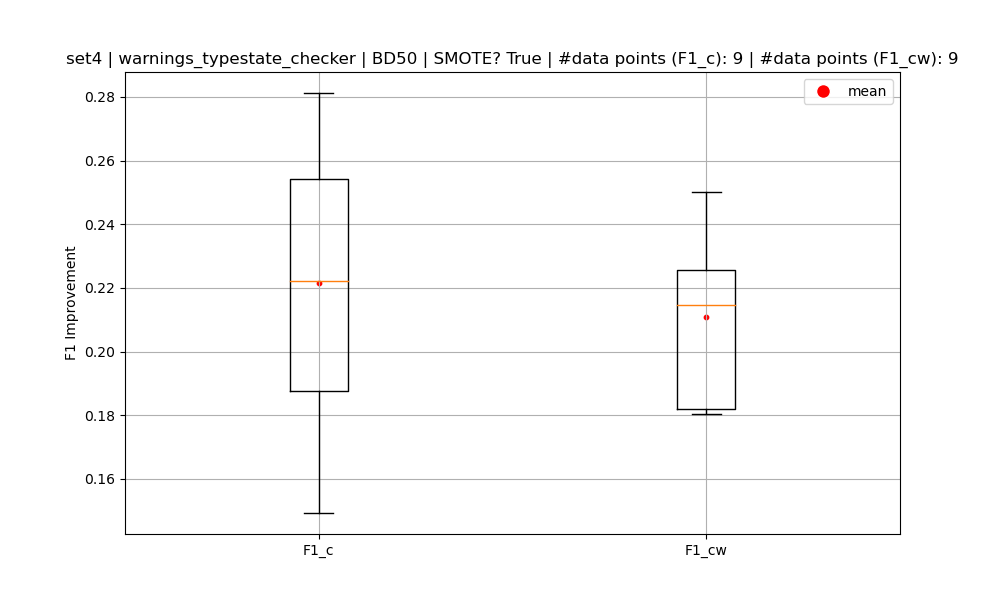 set4 | warnings_typestate_checker | BD50 | SMOTE? True | #data points (F1_c): 9 | #data points (F1_cw): 9
mean
0.28
0.26
0.24
0.22
0.20
0.18
0.16
F1 Improvement
F1_c
F1_cw